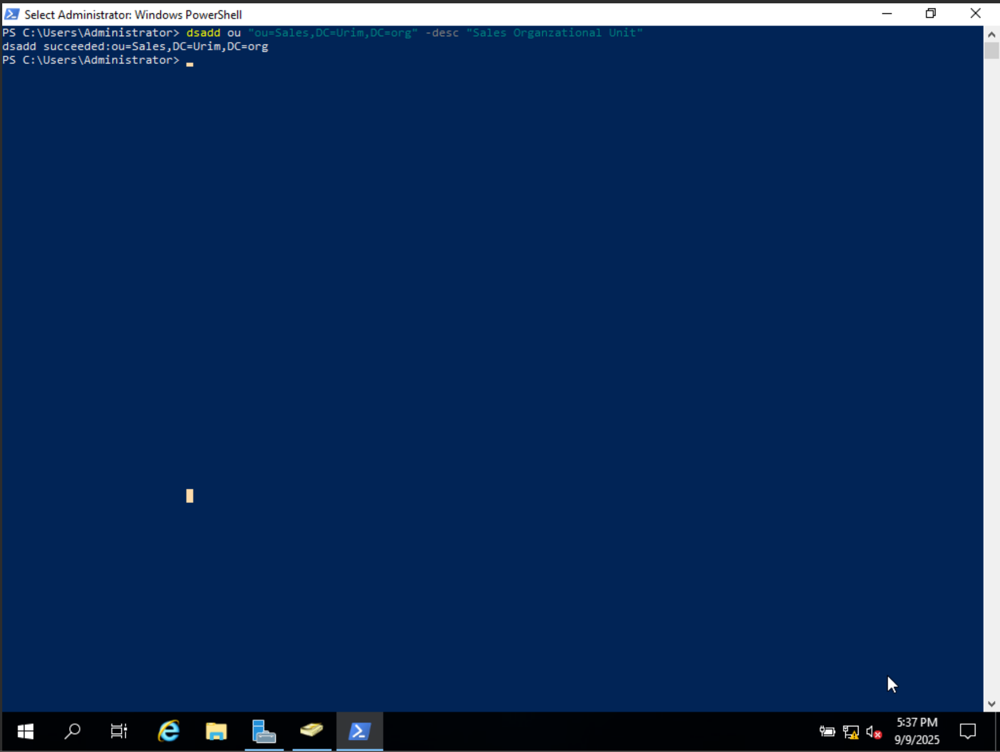 Select Administrator: Windows PowerShell
PS C:\Users\Administrator> dsadd ou "ou=Sales,DC=Urim,DC=org" -desc "Sales Organzational Unit"
dsadd succeeded:ou=Sales,DC=Urim,DC=org
PS C:\Users\Administrator>
5:37 PM
9/9/2025